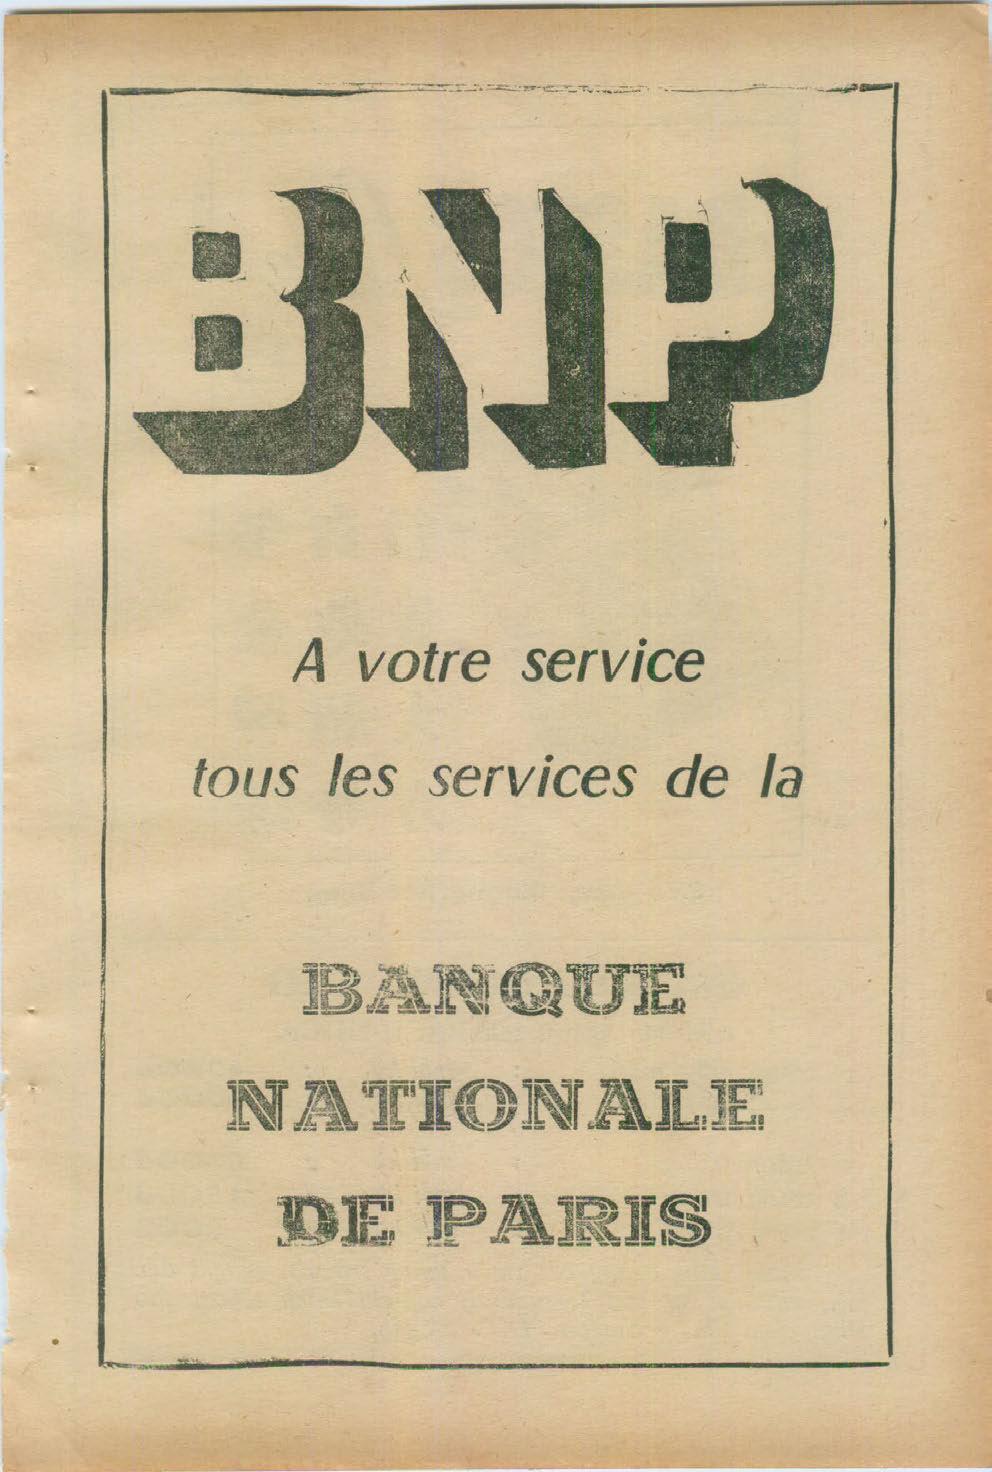 BNP
A votre service
tous les services de la
BANQUE
NATIONALE
DE PARIS